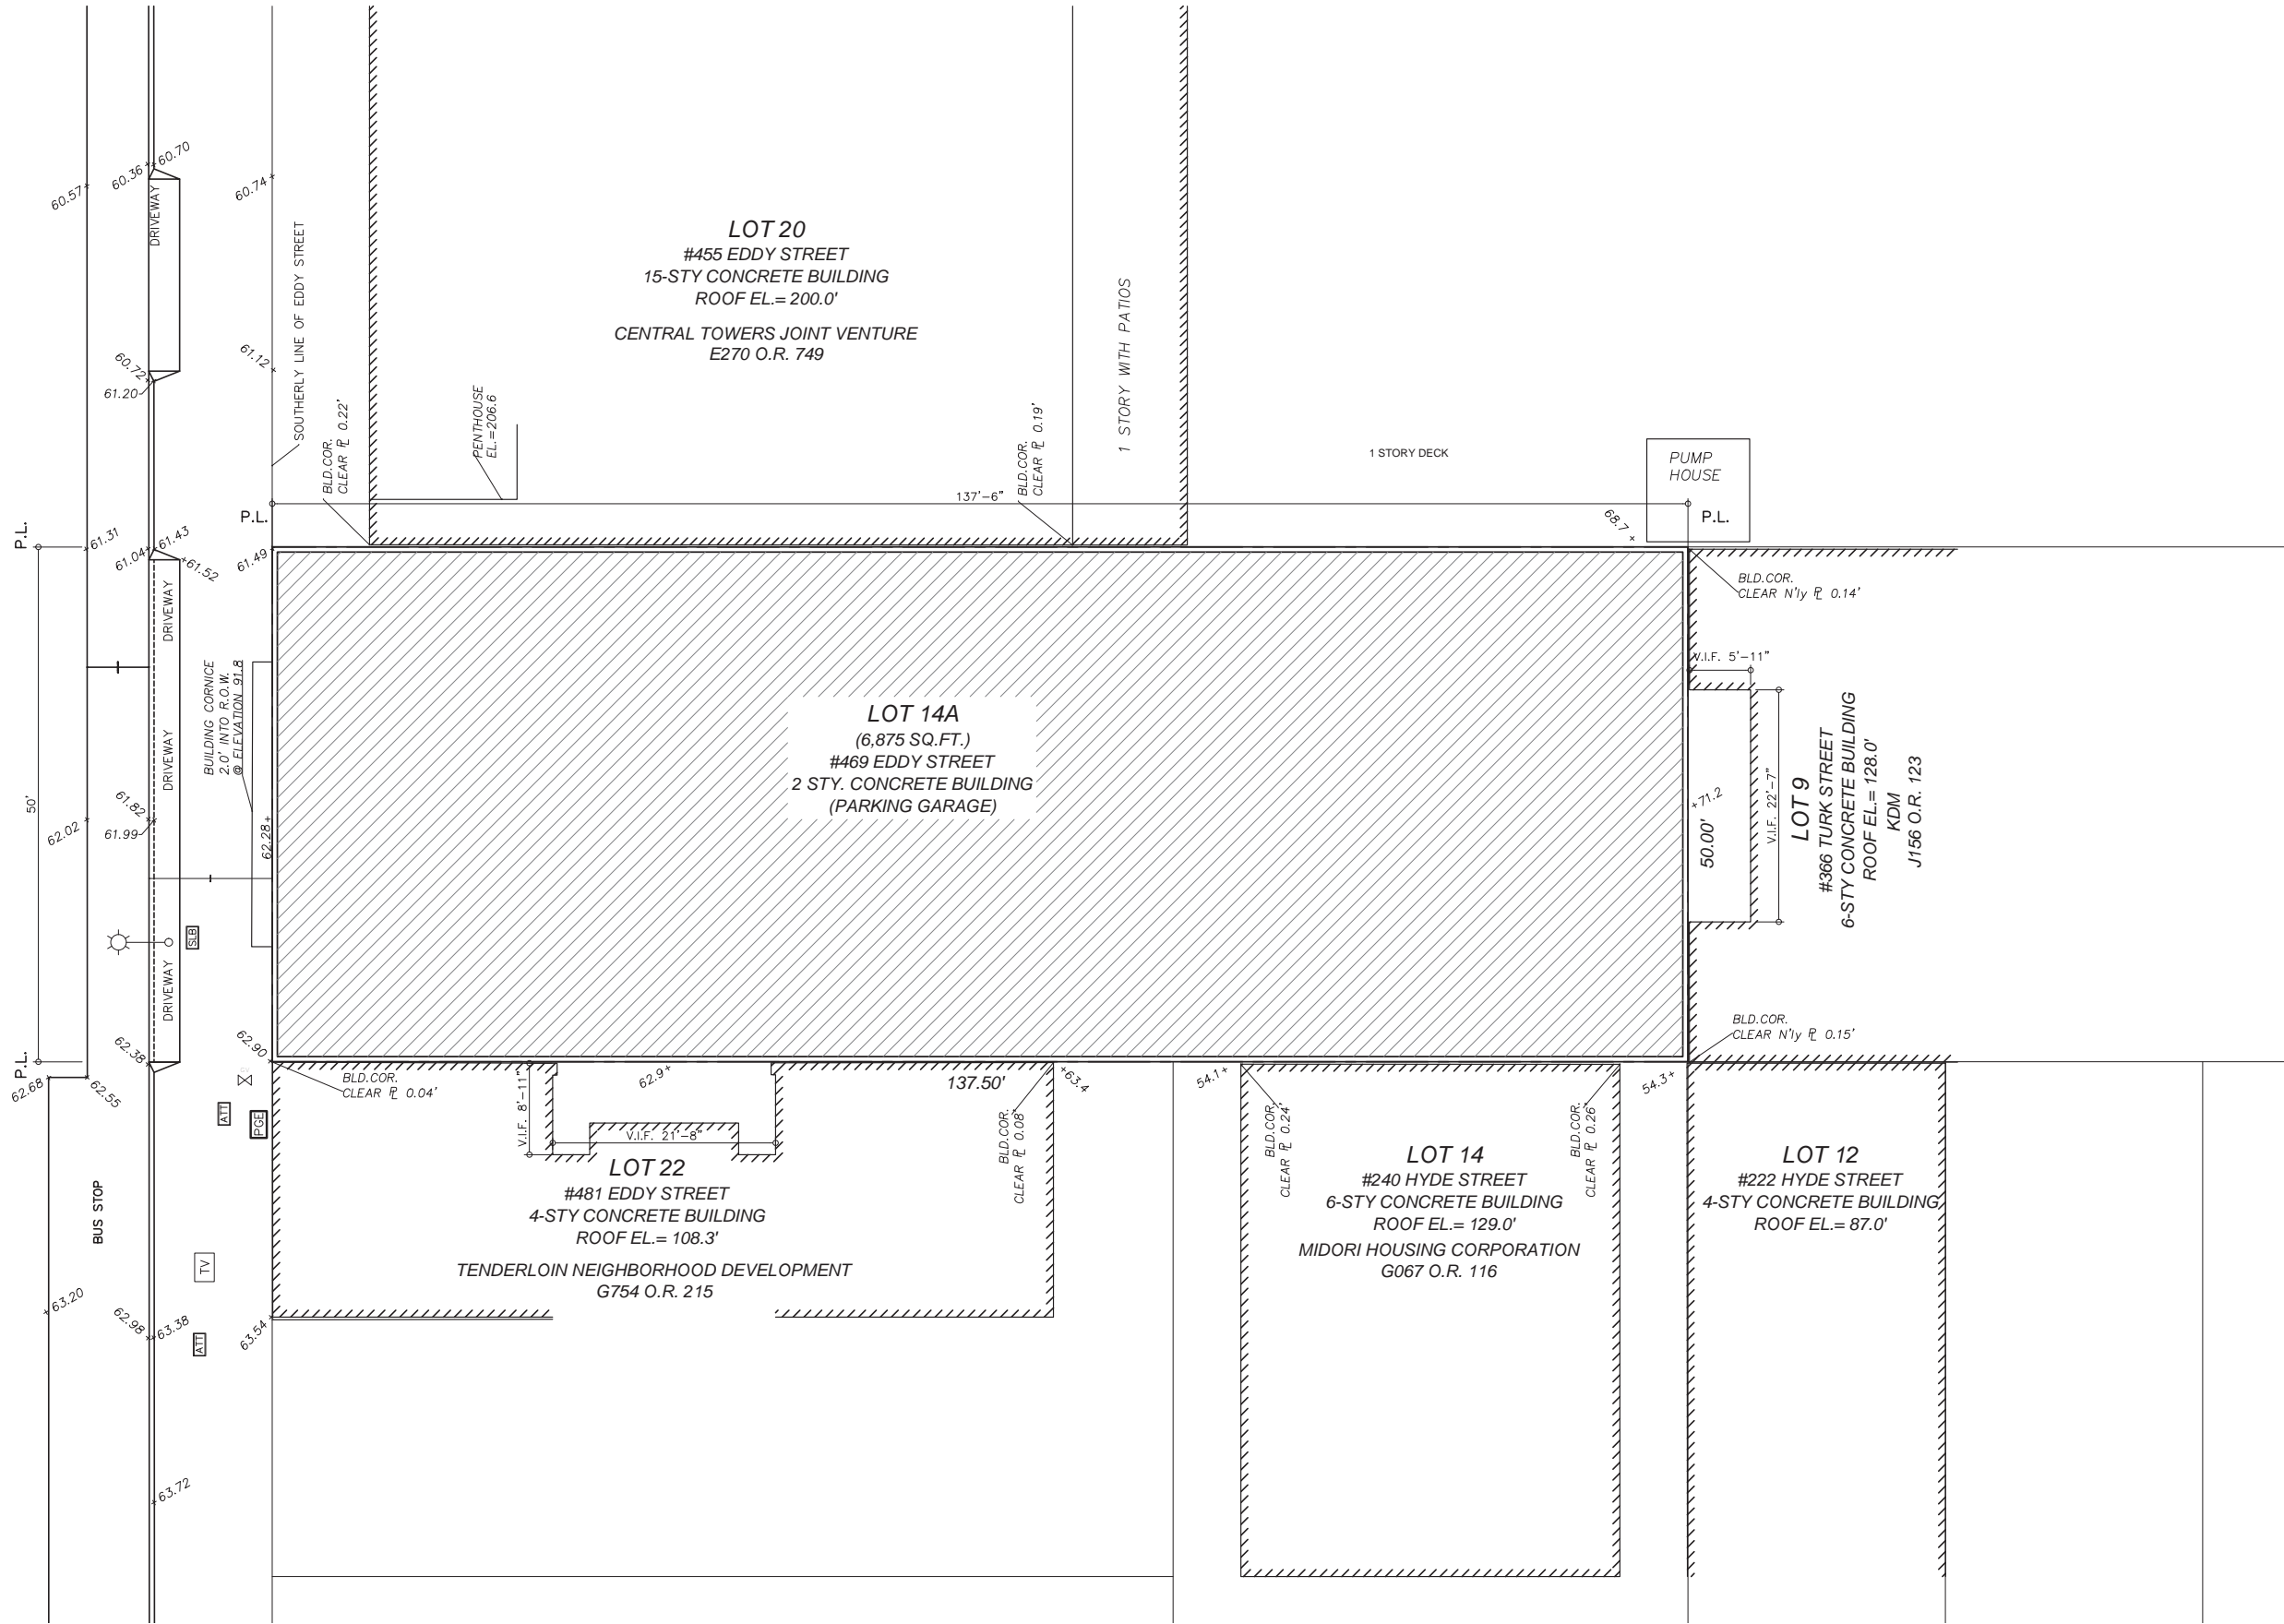 60.70
60.36
60.57
DRIVEWAY
60.74
SOUTHERLY LINE OF EDDY STREET
LOT 20
#455 EDDY STREET
15-STY CONCRETE BUILDING
ROOF EL.= 200.0'
CENTRAL TOWERS JOINT VENTURE
E270 O.R. 749
1 STORY WITH PATIOS
61.12
60.72
61.20
BLD.COR.
CLEAR ⅊ 0.22'
PENTHOUSE
EL.=206.6
BLD.COR.
CLEAR ⅊ 0.19'
1 STORY DECK
PUMP
HOUSE
137'-6"
P.L.
P.L.
P.L.
68.7
61.31
61.43
61.04
61.52
61.49
DRIVEWAY
BLD.COR.
CLEAR N'ly ⅊ 0.14'
BUILDING CORNICE
2.0' INTO R.O.W.
@ ELEVATION 91.8
V.I.F. 5'-11"
LOT 14A
(6,875 SQ.FT.)
#469 EDDY STREET
2 STY. CONCRETE BUILDING
(PARKING GARAGE)
DRIVEWAY
50'
62.02
61.82
61.99
62.28+
+71.2
50.00'
V.I.F. 22'-7"
LOT 9
#366 TURK STREET
6-STY CONCRETE BUILDING
ROOF EL.= 128.0'
KDM
J156 O.R. 123
SLB
DRIVEWAY
BLD.COR.
CLEAR N'ly ⅊ 0.15'
62.38
62.90
P.L.
62.68
62.55
BLD.COR.
CLEAR ⅊ 0.04'
V.I.F. 8'-11"
62.9+
137.50'
+63.4
54.1+
54.3+
ATT
PGE
V.I.F. 21'-8"
BLD.COR.
CLEAR ⅊ 0.08'
BLD.COR.
CLEAR ⅊ 0.24'
BLD.COR.
CLEAR ⅊ 0.26'
LOT 22
#481 EDDY STREET
4-STY CONCRETE BUILDING
ROOF EL.= 108.3'
TENDERLOIN NEIGHBORHOOD DEVELOPMENT
G754 O.R. 215
LOT 14
#240 HYDE STREET
6-STY CONCRETE BUILDING
ROOF EL.= 129.0'
MIDORI HOUSING CORPORATION
G067 O.R. 116
LOT 12
#222 HYDE STREET
4-STY CONCRETE BUILDING
ROOF EL.= 87.0'
BUS STOP
TV
63.20
62.98
63.38
ATT
63.54
63.72